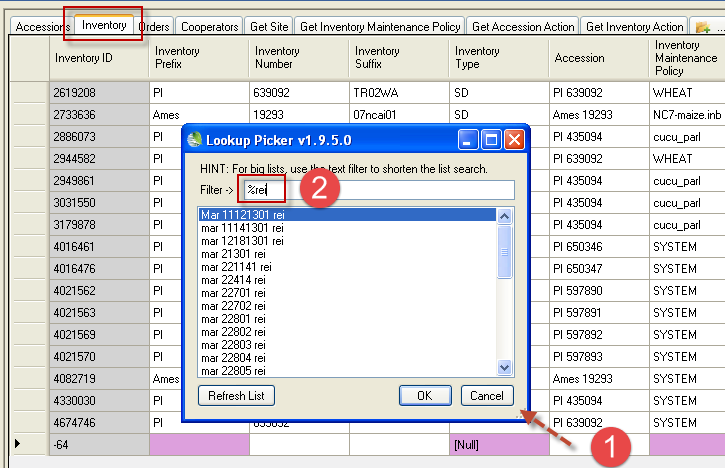 Accessions Inventory Orders Cooperators Get Site Get Inventory Maintenance Policy Get Accession Action Get Inventory Action ...
Inventory ID Inventory Prefix Inventory Number Inventory Suffix Inventory Type Accession Inventory Maintenance Policy
2619208 PI 639092 TR02WA SD PI 639092 WHEAT
2733636 Ames 19293 07ncai01 SD Ames 19293 NC7-maize.inb
2886073 PI 435094 cucu_parl
2944582 PI 639092 WHEAT
2949861 PI 435094 cucu_parl
3031550 PI 435094 cucu_parl
3179878 PI 435094 cucu_parl
4016461 PI PI 650346 SYSTEM
4016476 PI PI 650347 SYSTEM
4021562 PI PI 597890 SYSTEM
4021563 PI PI 597891 SYSTEM
4021569 PI PI 597892 SYSTEM
4021570 PI PI 597893 SYSTEM
4082719 Ames Ames 19293 SYSTEM
4330030 PI PI 435094 SYSTEM
4674746 PI PI 639092 SYSTEM
-64 [Null]
Lookup Picker v1.9.5.0
HINT: For big lists, use the text filter to shorten the list search.
Filter -> %rei 2
Mar 11121301 rei
mar 11141301 rei
mar 12181301 rei
mar 21301 rei
mar 221141 rei
mar 22414 rei
mar 22701 rei
mar 22702 rei
mar 22801 rei
mar 22802 rei
mar 22803 rei
mar 22804 rei
mar 22805 rei
Refresh List OK Cancel
1